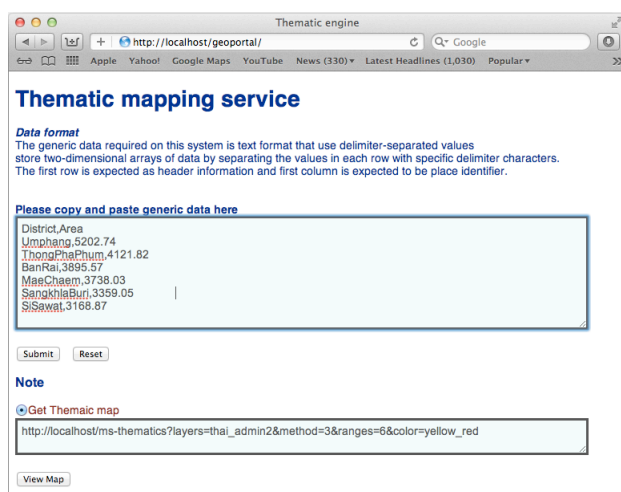 Thematic engine
http://localhost/geoportal/
Google
Apple Yahoo! Google Maps YouTube News (330) Latest Headlines (1,030) Popular
Thematic mapping service
Data format
The generic data required on this system is text format that use delimiter-separated values
store two-dimensional arrays of data by separating the values in each row with specific delimiter characters.
The first row is expected as header information and first column is expected to be place identifier.
Please copy and paste generic data here
District,Area
Umphang,5202.74
ThongPhaPhum,4121.82
BanRai,3895.57
MaeChaem,3738.03
SangkhlaBuri,3359.05
SiSawat,3168.87
Submit Reset
Note
Get Themaic map
http://localhost/ms-thematics?layers=thai_admin2&method=3&ranges=6&color=yellow_red
View Map